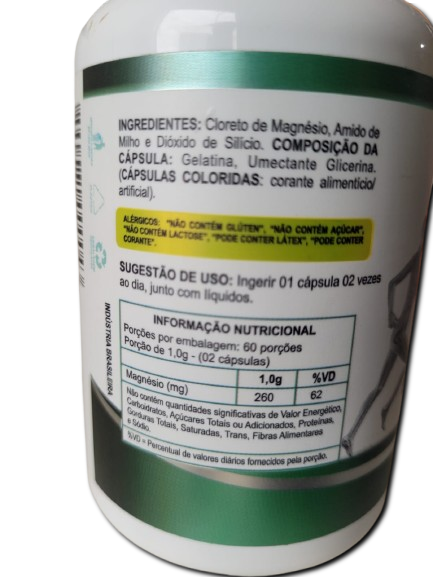 INGREDIENTES: Cloreto de Magnésio, Amido de
Milho e Dióxido de Silício. COMPOSIÇÃO DA
CÁPSULA: Gelatina, Umectante Glicerina.
(CÁPSULAS COLORIDAS: corante alimentício/
artificial).
ALÉRGICOS: "NÃO CONTÉM GLÚTEN", "NÃO CONTÉM AÇÚCAR",
"NÃO CONTÉM LACTOSE", "PODE CONTER LÁTEX", "PODE CONTER
CORANTE".
SUGESTÃO DE USO: Ingerir 01 cápsula 02 vezes
ao dia, junto com líquidos.
INFORMAÇÃO NUTRICIONAL
Porções por embalagem: 60 porções
Porção de 1,0g - (02 cápsulas)
1,0g %VD
Magnésio (mg) 260 62
Não contém quantidades significativas de Valor Energético,
Carboidratos, Açúcares Totais ou Adicionados, Proteínas,
Gorduras Totais, Saturadas, Trans, Fibras Alimentares
e Sódio.
%VD = Percentual de valores diários fornecidos pela porção.
INDÚSTRIA BRASILEIRA